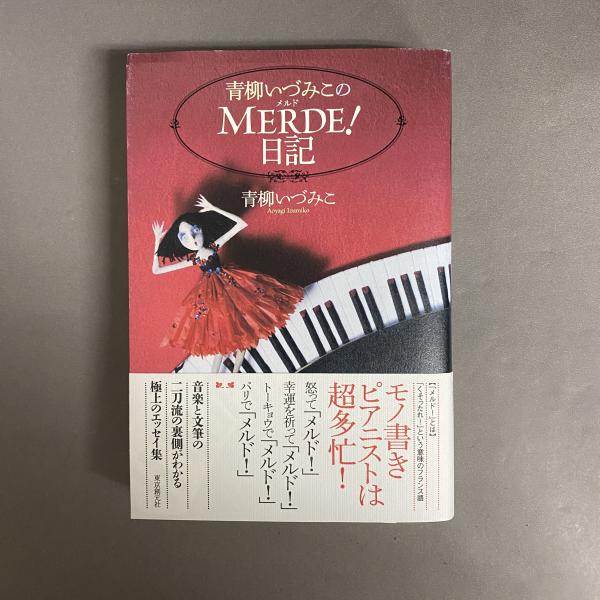 青柳いづみこの
メルド
MERDE!
日記
青柳いづみこ
Aoyagi Izumiko
【「メルド!」とは】
「くそったれ!」という意味のフランス語
モノ書き
ピアニストは
超多忙!
怒って「メルド!」
幸運を祈って「メルド!」
トーキョウで「メルド!」
パリで「メルド!」
音楽と文筆の
二刀流の裏側がわかる
極上のエッセイ集
東京創元社